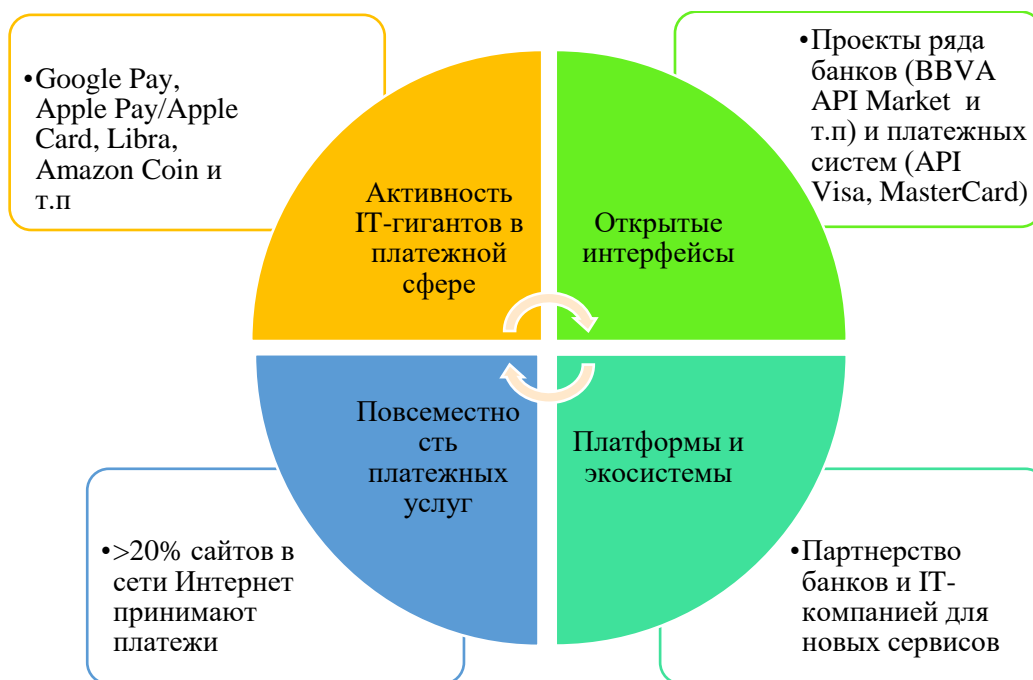 •Google Pay,
Apple Pay/Apple
Card, Libra,
Amazon Coin и
т.п
Активность
IT-гигантов в
платежной
сфере
•Проекты ряда
банков (BBVA
API Market и
т.п) и платежных
систем (API
Visa, MasterCard)
Открытые
интерфейсы
Повсеместно
сть
платежных
услуг
•>20% сайтов в
сети Интернет
принимают
платежи
Платформы и
экосистемы
•Партнерство
банков и IT-
компанией для
новых сервисов